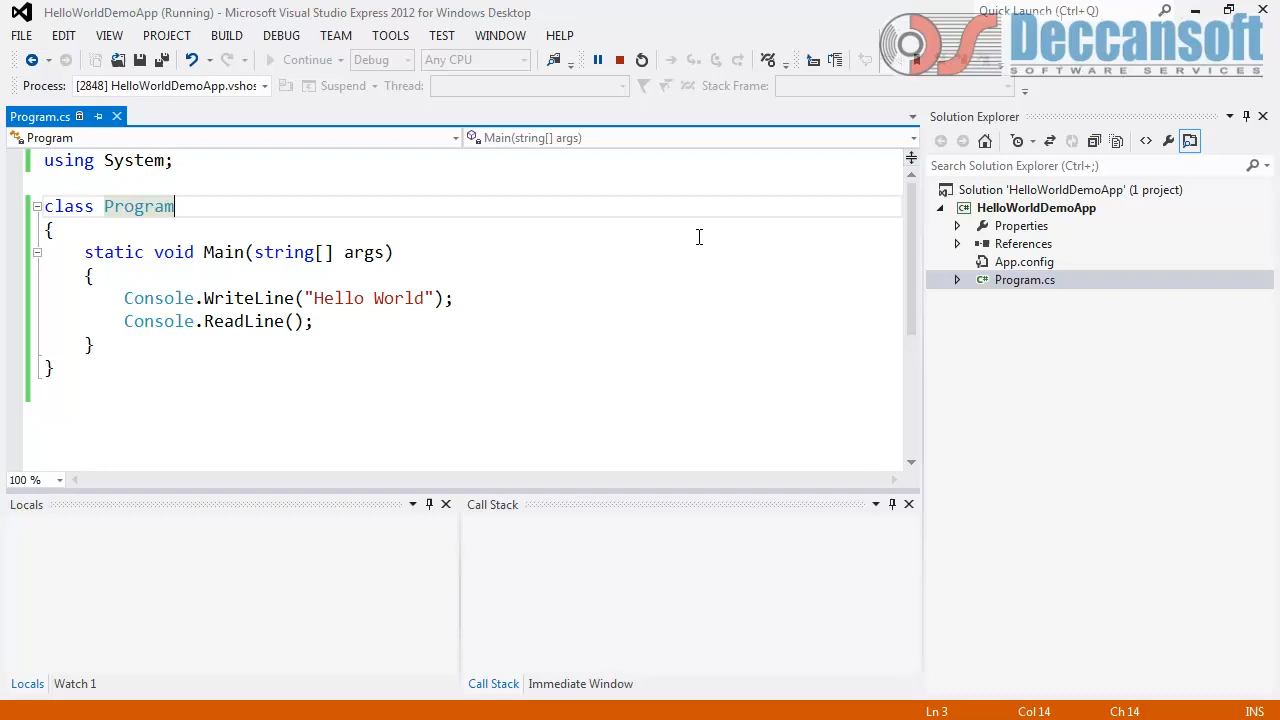 HelloWorldDemoApp (Running) - Microsoft Visual Studio Express 2012 for Windows Desktop
Quick Launch (Ctrl+Q)
FILE EDIT VIEW PROJECT BUILD DEBUG TEAM TOOLS TEST WINDOW HELP
Deccansoft
SOFTWARE SERVICES
Continue Debug Any CPU
Process: [2848] HelloWorldDemoApp.vshos Suspend Thread: Stack Frame:
Program.cs
Program Main(string[] args)
using System;
class Program
{
static void Main(string[] args)
{
Console.WriteLine("Hello World");
Console.ReadLine();
}
}
100 %
Solution Explorer
Search Solution Explorer (Ctrl+;)
Solution 'HelloWorldDemoApp' (1 project)
HelloWorldDemoApp
Properties
References
App.config
Program.cs
Locals
Call Stack
Locals Watch 1
Call Stack Immediate Window
Ln 3 Col 14 Ch 14 INS